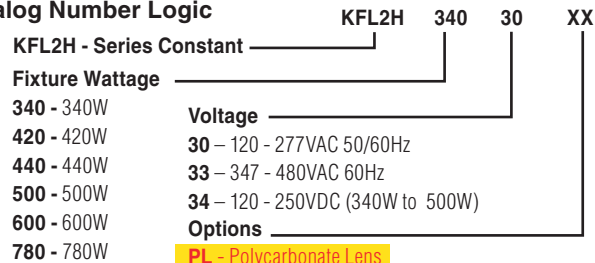 alog Number Logic
KFL2H 340 30 XX
KFL2H - Series Constant
Fixture Wattage
340 - 340W
420 - 420W
440 - 440W
500 - 500W
600 - 600W
780 - 780W
Voltage
30 – 120 - 277VAC 50/60Hz
33 – 347 - 480VAC 60Hz
34 – 120 - 250VDC (340W to 500W)
Options
PL - Polycarbonate Lens